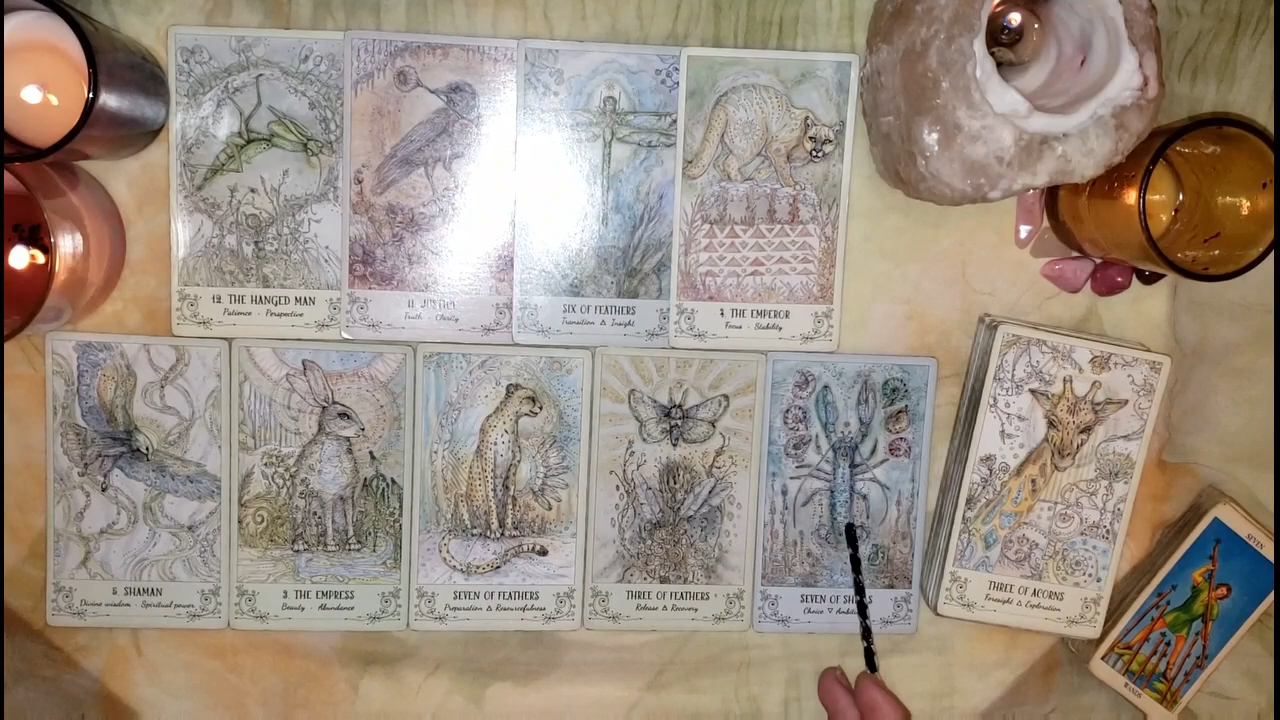 12. THE HANGED MAN
Patience · Perspective
11. JUSTICE
Truth · Clarity
SIX OF FEATHERS
Transition △ Insight
4. THE EMPEROR
Focus · Stability
5. SHAMAN
Divine wisdom · Spiritual power
3. THE EMPRESS
Beauty · Abundance
SEVEN OF FEATHERS
Preparation △ Resourcefulness
THREE OF FEATHERS
Release △ Recovery
SEVEN OF
Choice ▽
THREE OF ACORNS
Foresight △ Exploration
SEVEN
WANDS